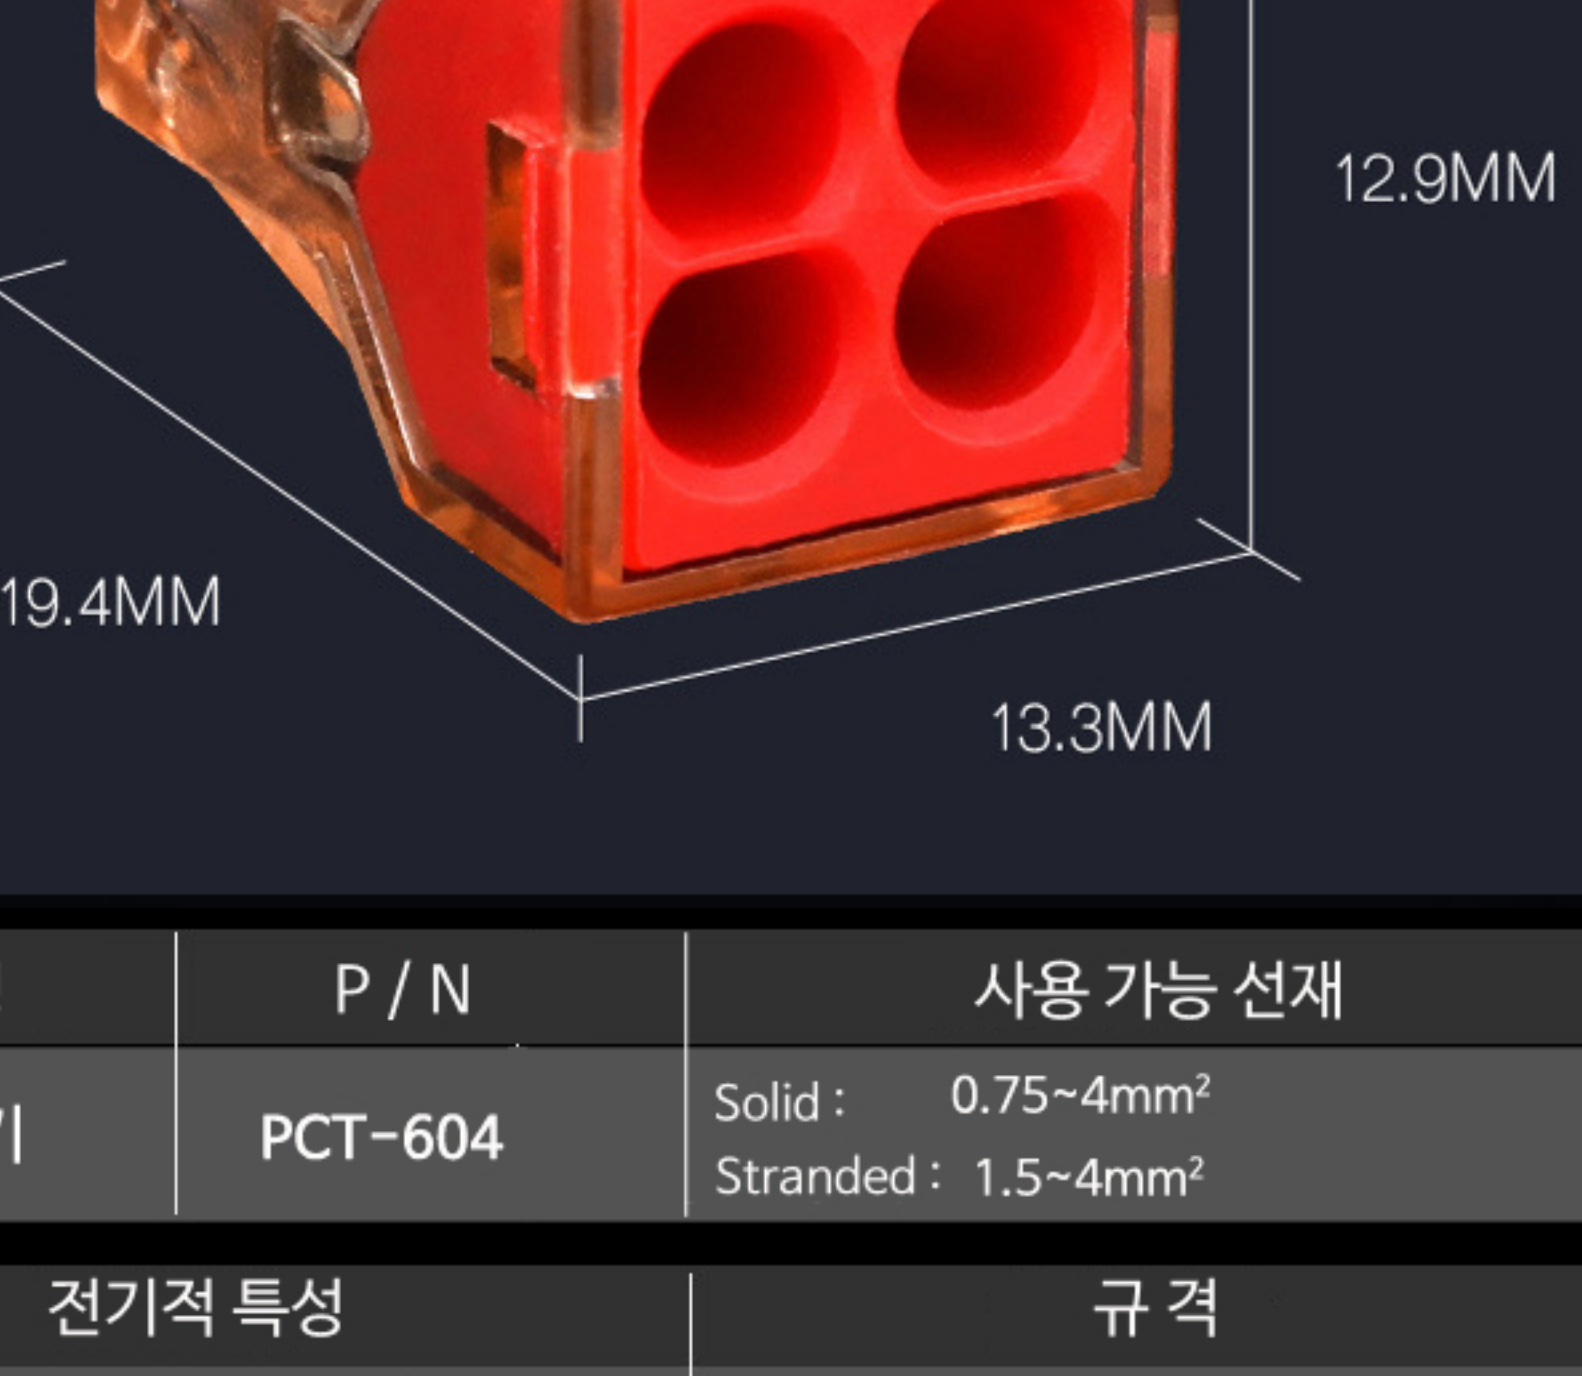 12.9MM
19.4MM
13.3MM
P / N
사용 가능 선재
기
PCT-604
Solid : 0.75~4mm²
Stranded : 1.5~4mm²
전기적 특성
규 격